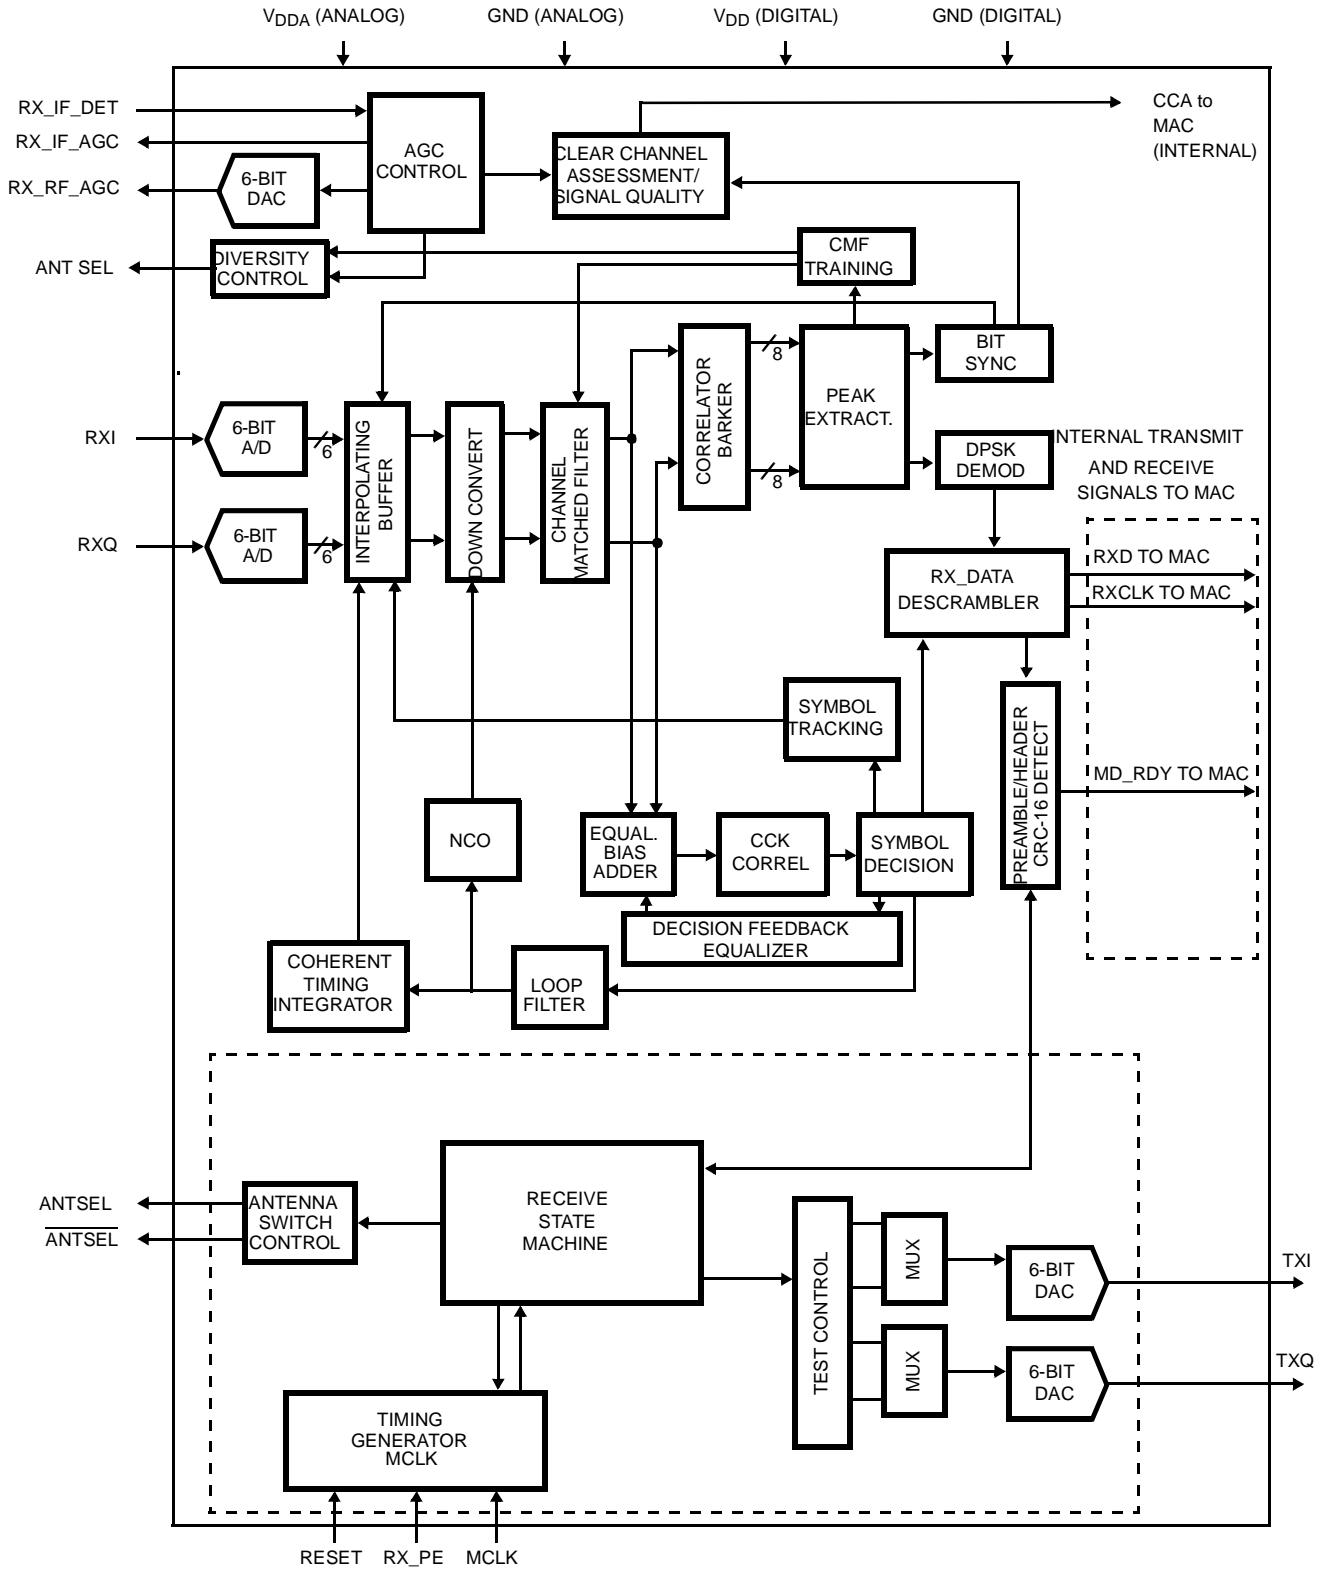 VDDA (ANALOG)
GND (ANALOG)
VDD (DIGITAL)
GND (DIGITAL)
RX_IF_DET
RX_IF_AGC
RX_RF_AGC
6-BIT
DAC
AGC
CONTROL
CLEAR CHANNEL
ASSESSMENT/
SIGNAL QUALITY
CCA to
MAC
(INTERNAL)
ANT SEL
DIVERSITY
CONTROL
CMF
TRAINING
BIT
SYNC
RXI
6-BIT
A/D
6
RXQ
6-BIT
A/D
6
INTERPOLATING
BUFFER
DOWN CONVERT
CHANNEL
MATCHED FILTER
CORRELATOR
BARKER
8
8
PEAK
EXTRACT.
DPSK
DEMOD
INTERNAL TRANSMIT
AND RECEIVE
SIGNALS TO MAC
RX_DATA
DESCRAMBLER
RXD TO MAC
RXCLK TO MAC
SYMBOL
TRACKING
PREAMBLE/HEADER
CRC-16 DETECT
MD_RDY TO MAC
NCO
EQUAL.
BIAS
ADDER
CCK
CORREL
SYMBOL
DECISION
DECISION FEEDBACK
EQUALIZER
COHERENT
TIMING
INTEGRATOR
LOOP
FILTER
ANTSEL
ANTSEL
ANTENNA
SWITCH
CONTROL
RECEIVE
STATE
MACHINE
TEST CONTROL
MUX
6-BIT
DAC
TXI
MUX
6-BIT
DAC
TXQ
TIMING
GENERATOR
MCLK
RESET
RX_PE
MCLK